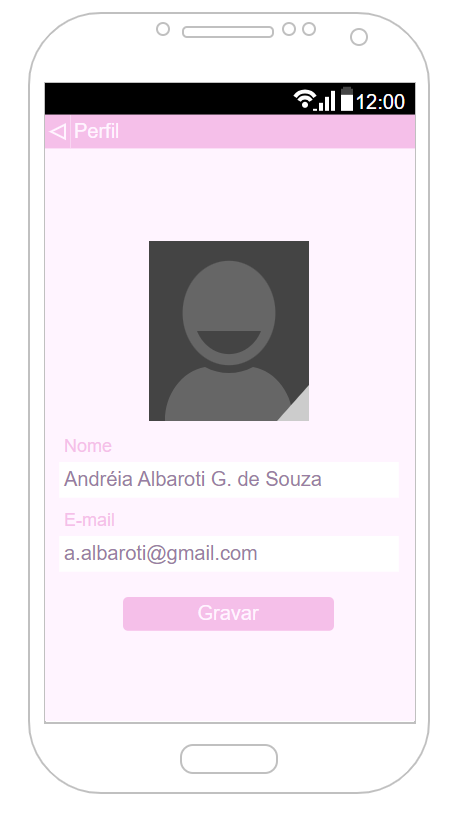 12:00
Perfil
Nome
Andréia Albaroti G. de Souza
E-mail
a.albaroti@gmail.com
Gravar